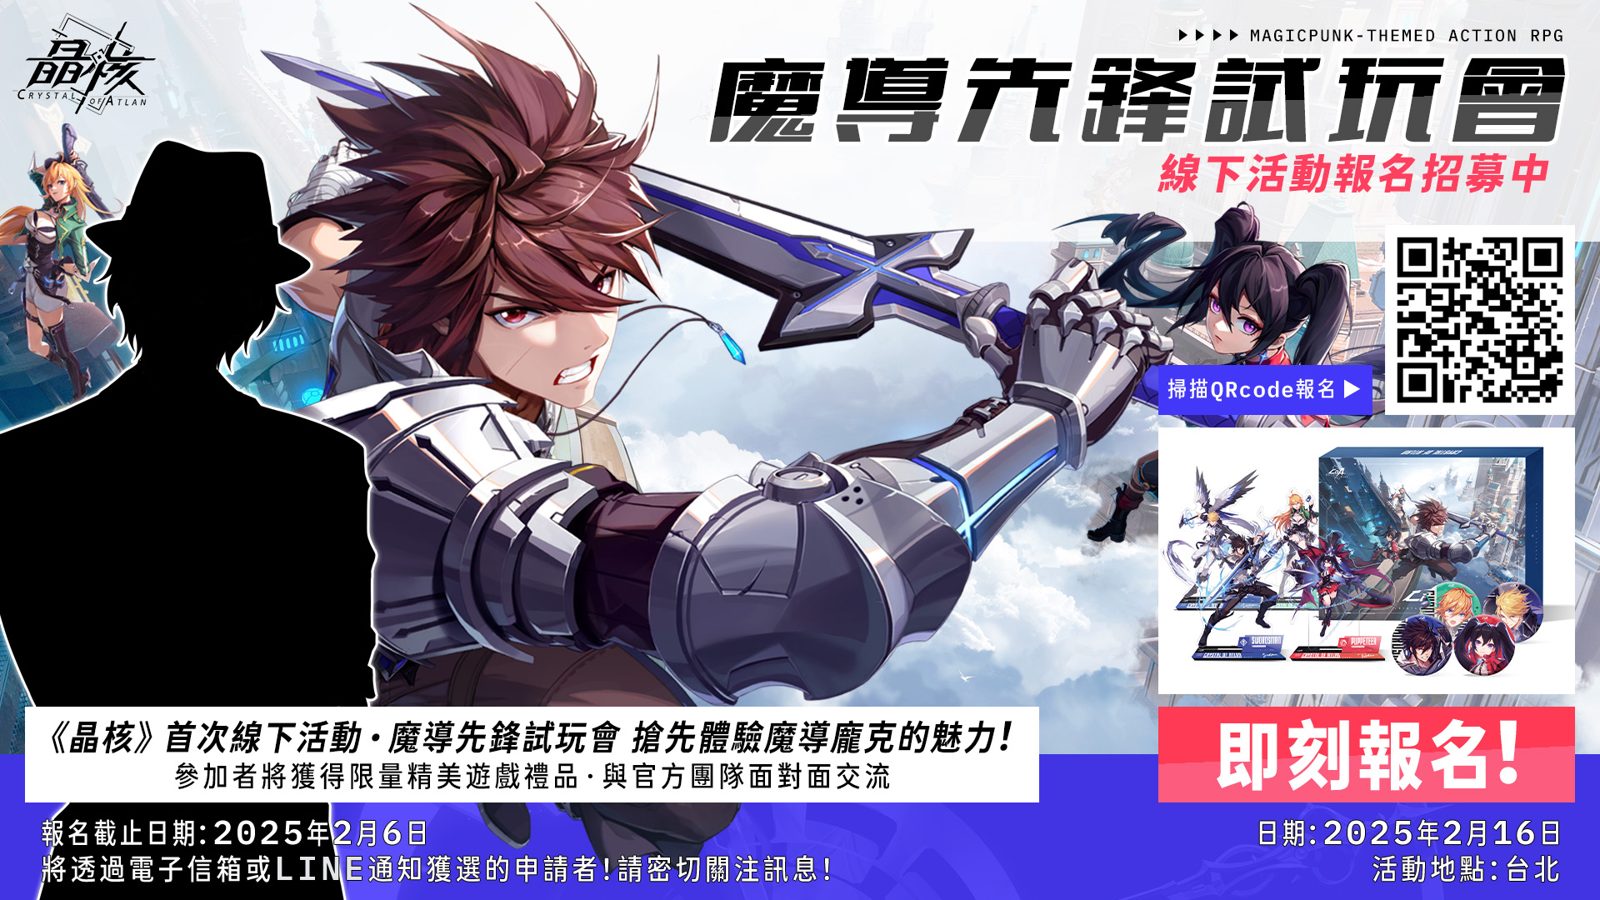 晶核
CRYSTAL OF ATLAN
MAGICPUNK-THEMED ACTION RPG
魔導先鋒試玩會
線下活動報名招募中
掃描QRcode報名
SWORDSMAN
PUPPETEER
《晶核》首次線下活動·魔導先鋒試玩會 搶先體驗魔導龐克的魅力!
參加者將獲得限量精美遊戲禮品·與官方團隊面對面交流
即刻報名!
報名截止日期:2025年2月6日
將透過電子信箱或LINE通知獲選的申請者!請密切關注訊息!
日期:2025年2月16日
活動地點:台北